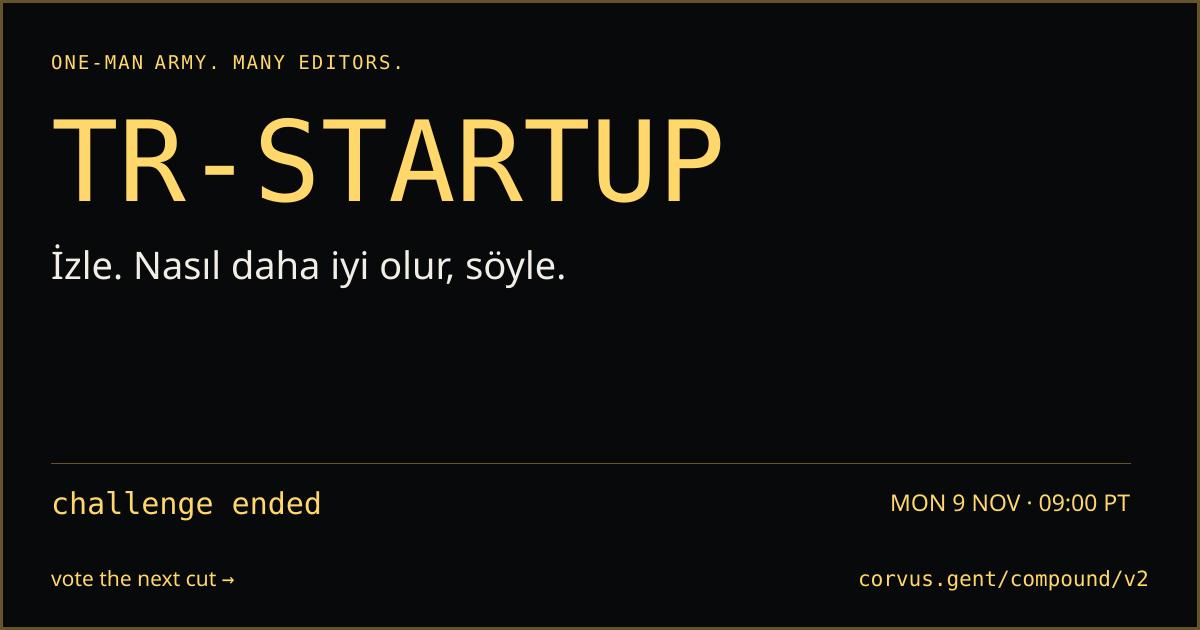 ONE-MAN ARMY. MANY EDITORS.
TR-STARTUP
İzle. Nasıl daha iyi olur, söyle.
challenge ended
MON 9 NOV · 09:00 PT
vote the next cut →
corvus.gent/compound/v2